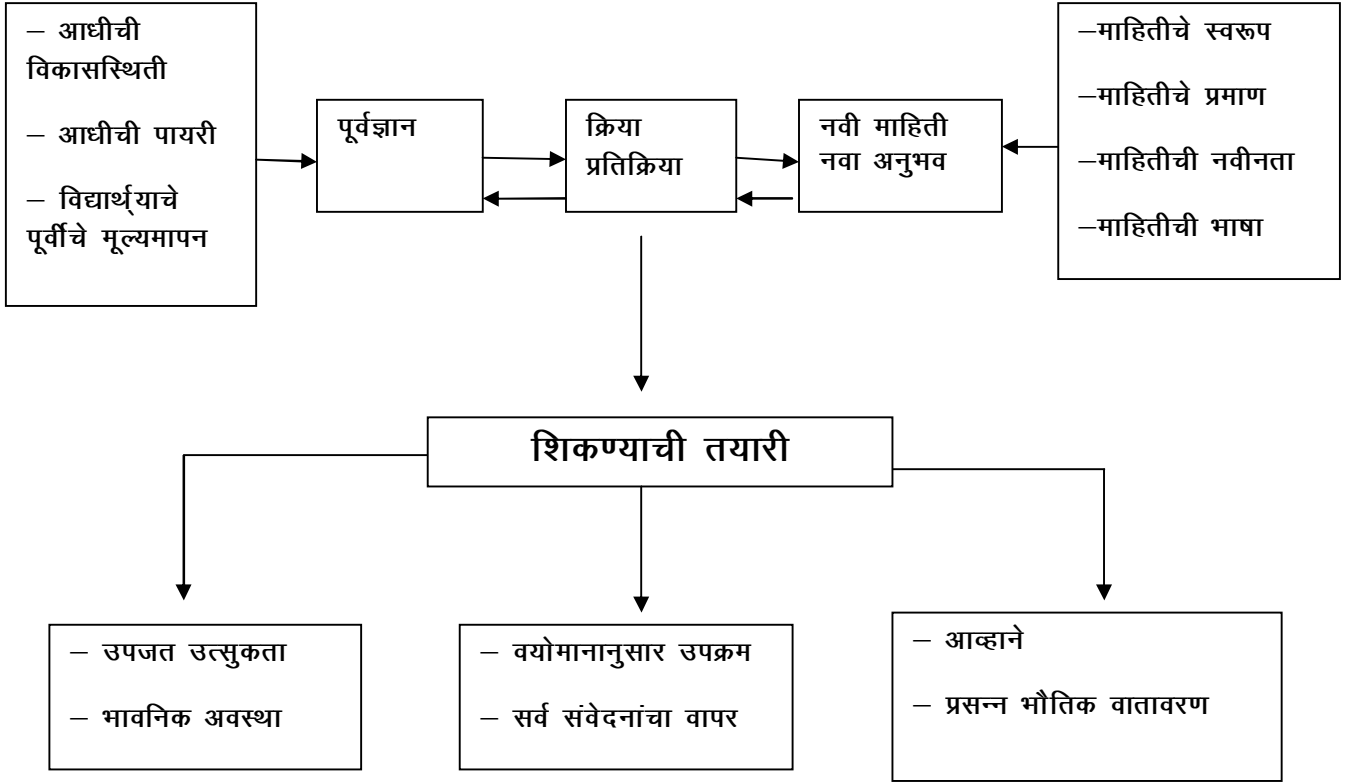 – आधीची
विकासस्थिती
– आधीची पायरी
– विद्यार्थ्याचे
पूर्वीचे मूल्यमापन
पूर्वज्ञान
क्रिया
प्रतिक्रिया
नवी माहिती
नवा अनुभव
–माहितीचे स्वरूप
–माहितीचे प्रमाण
–माहितीची नवीनता
–माहितीची भाषा
शिकण्याची तयारी
– उपजत उत्सुकता
– भावनिक अवस्था
– वयोमानानुसार उपक्रम
– सर्व संवेदनांचा वापर
– आव्हाने
– प्रसन्न भौतिक वातावरण